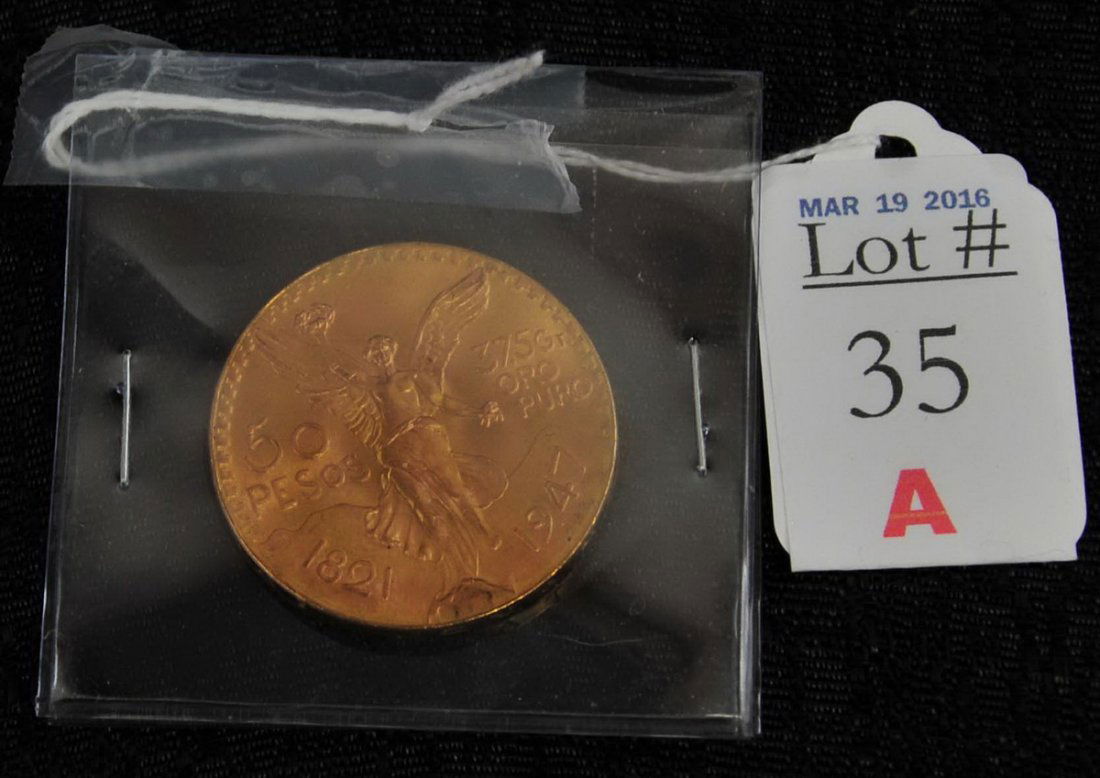 37.5 Gr
ORO
PURO
50
PESOS
1821
1947
MAR 19 2016
Lot #
35
A